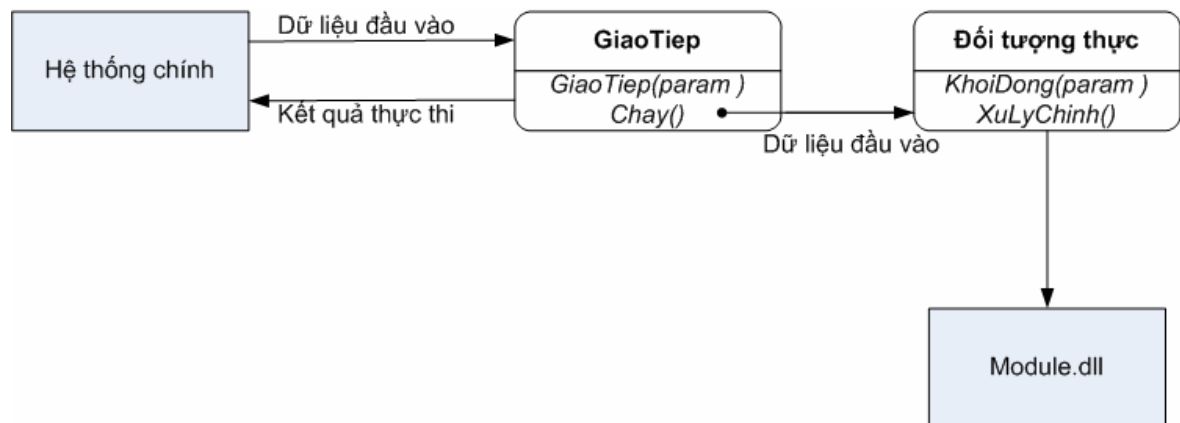 Hệ thống chính
Dữ liệu đầu vào
Kết quả thực thi
GiaoTiep
GiaoTiep(param )
Chay()
Dữ liệu đầu vào
Đối tượng thực
KhoiDong(param )
XuLyChinh()
Module.dll